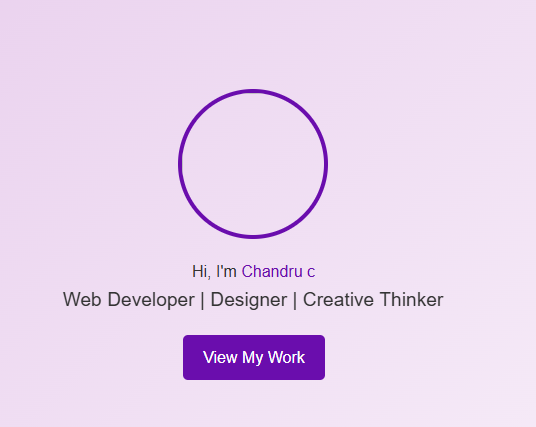 Hi, I'm Chandru c
Web Developer | Designer | Creative Thinker
View My Work